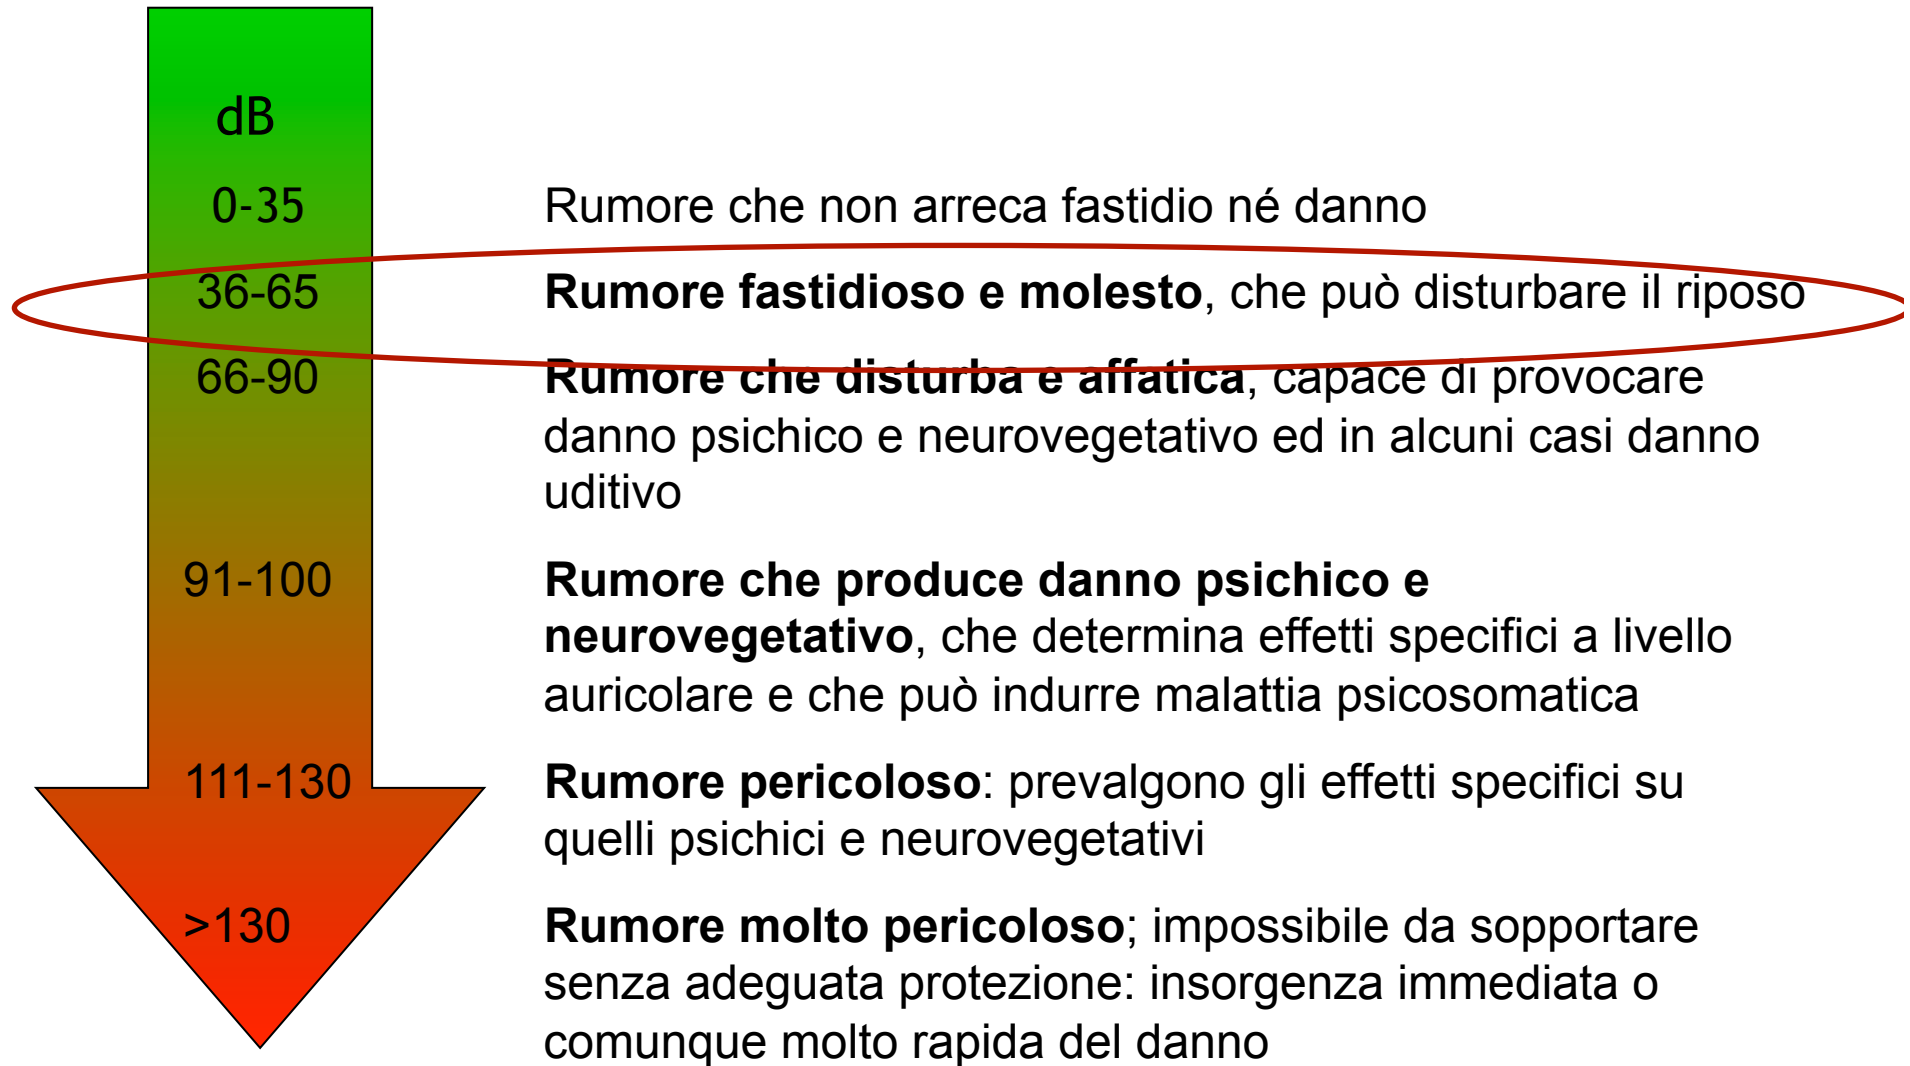 dB
0-35 Rumore che non arreca fastidio né danno
36-65 Rumore fastidioso e molesto, che può disturbare il riposo
66-90 Rumore che disturba e affatica, capace di provocare
danno psichico e neurovegetativo ed in alcuni casi danno
uditivo
91-100 Rumore che produce danno psichico e
neurovegetativo, che determina effetti specifici a livello
auricolare e che può indurre malattia psicosomatica
111-130 Rumore pericoloso: prevalgono gli effetti specifici su
quelli psichici e neurovegetativi
>130 Rumore molto pericoloso; impossibile da sopportare
senza adeguata protezione: insorgenza immediata o
comunque molto rapida del danno